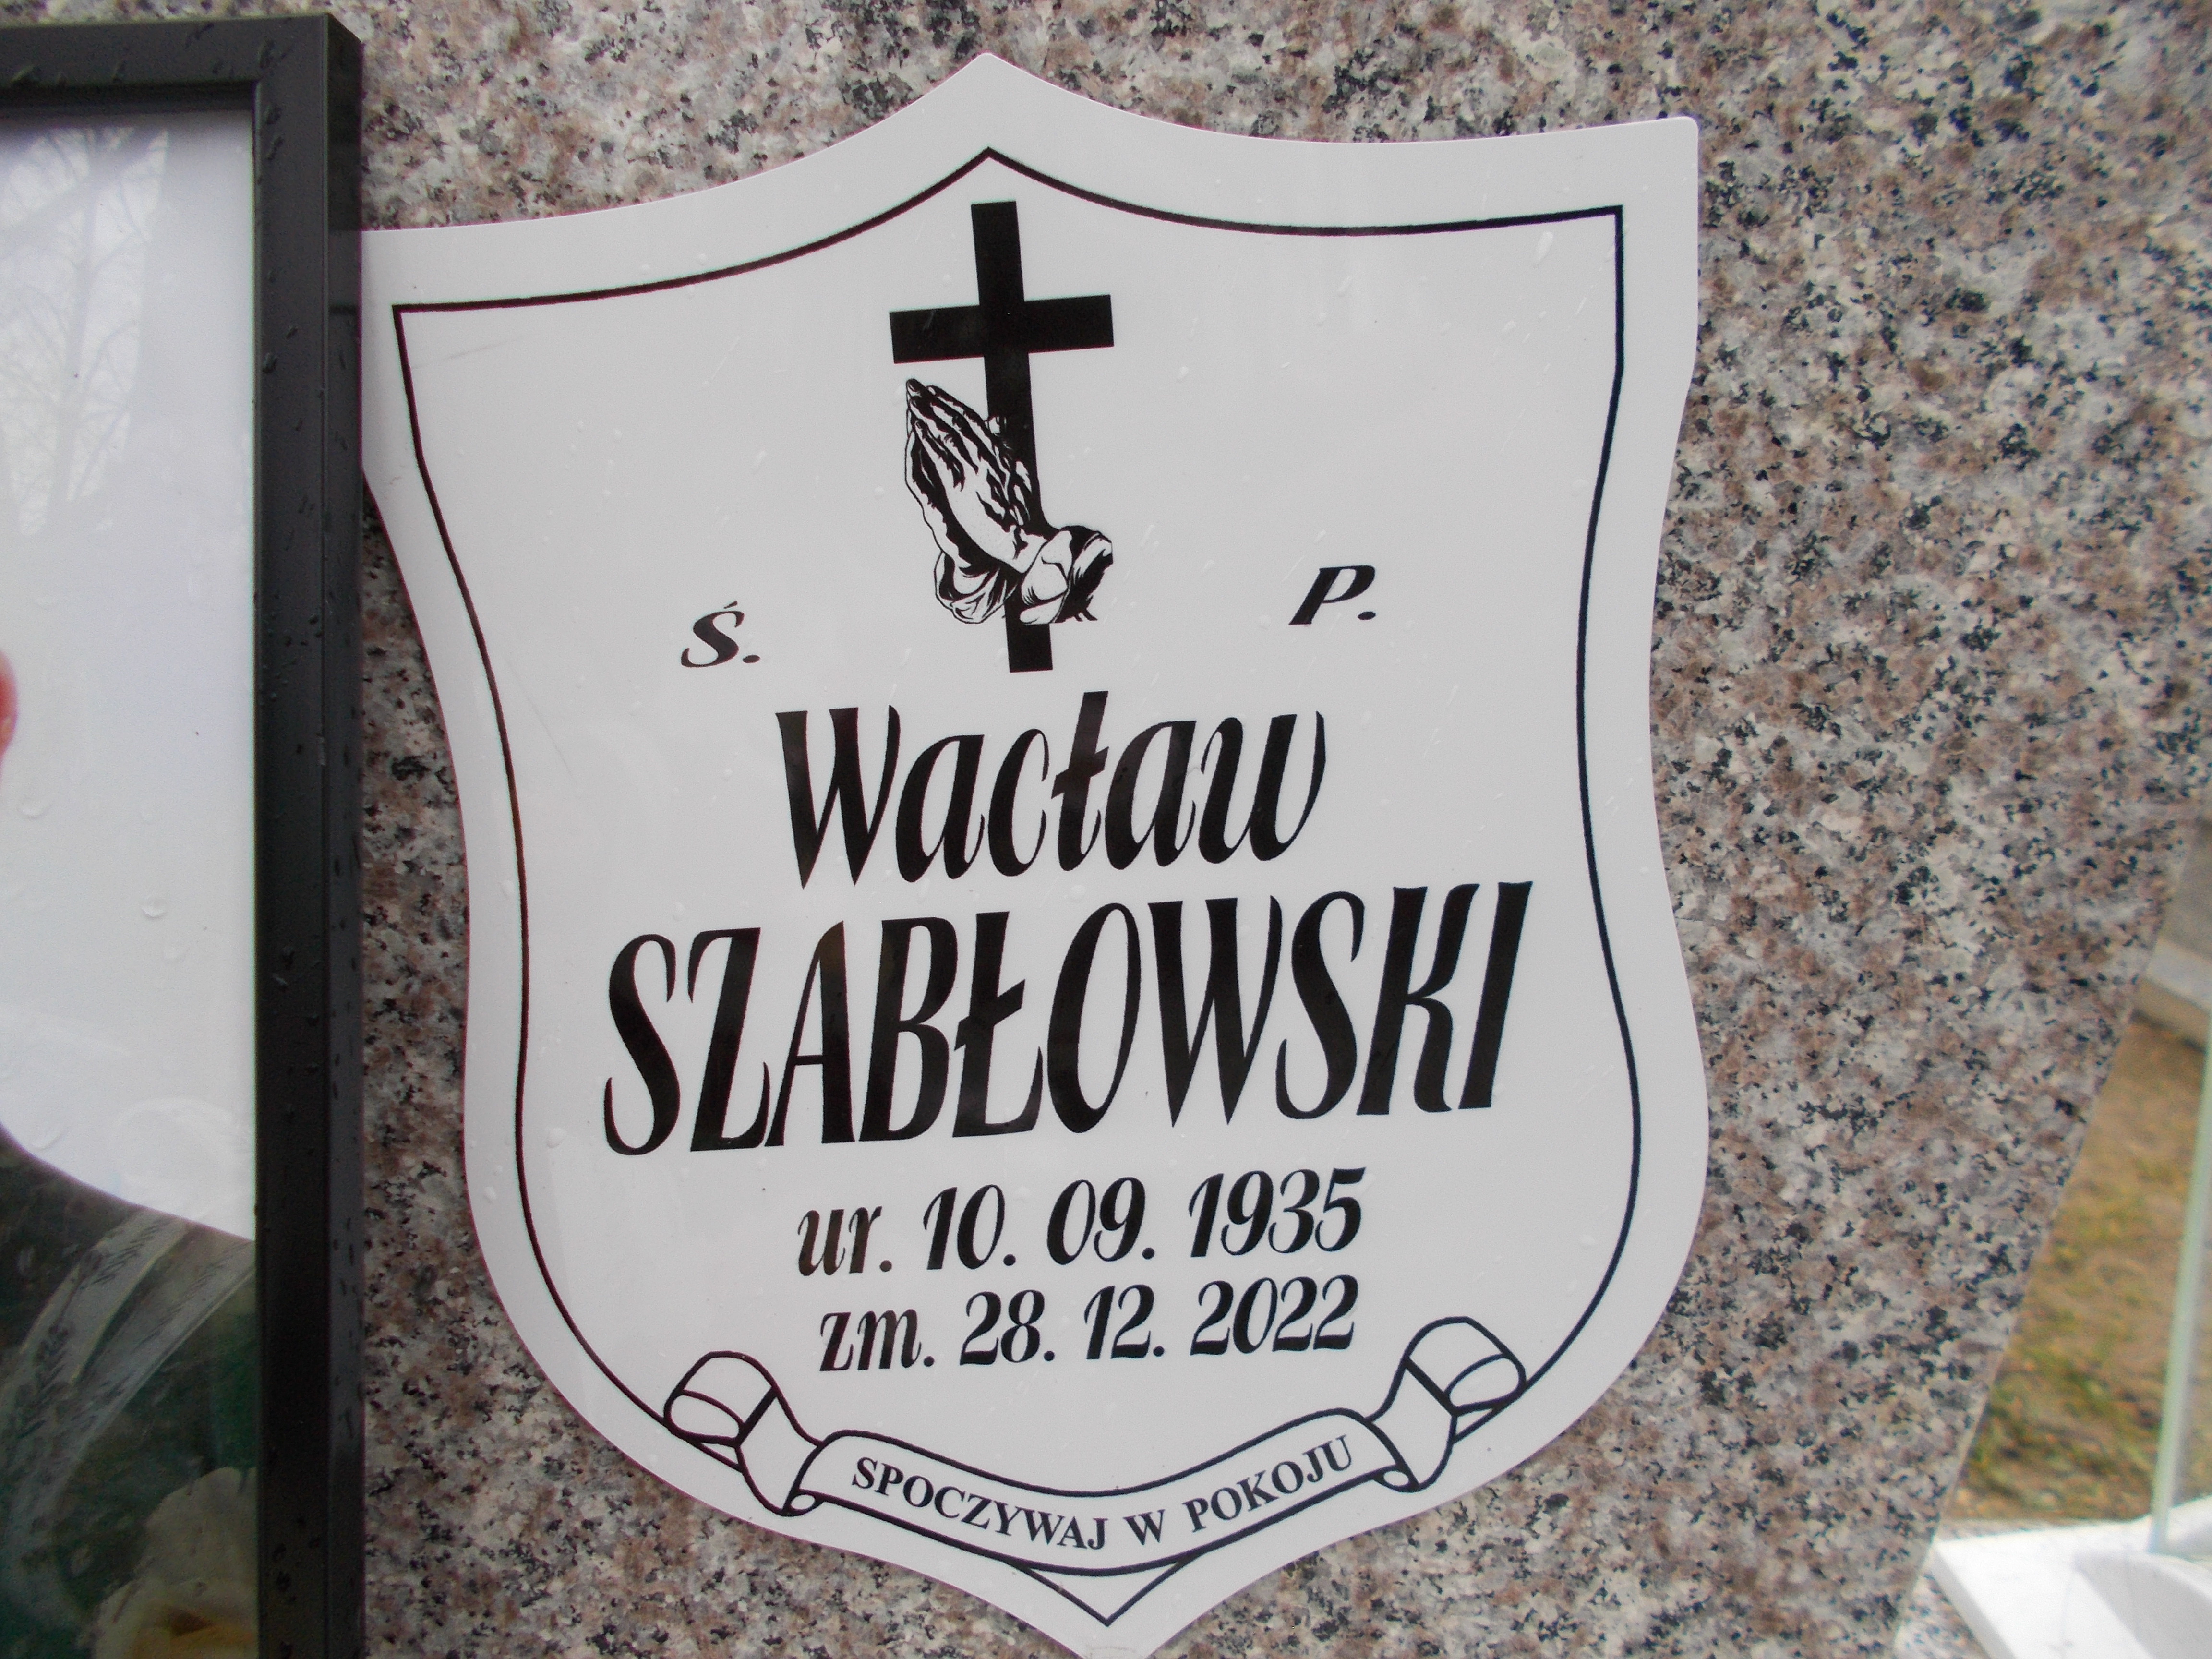 Ś. P.
Wacław
SZABŁOWSKI
ur. 10. 09. 1935
zm. 28. 12. 2022
SPOCZYWAJ W POKOJU